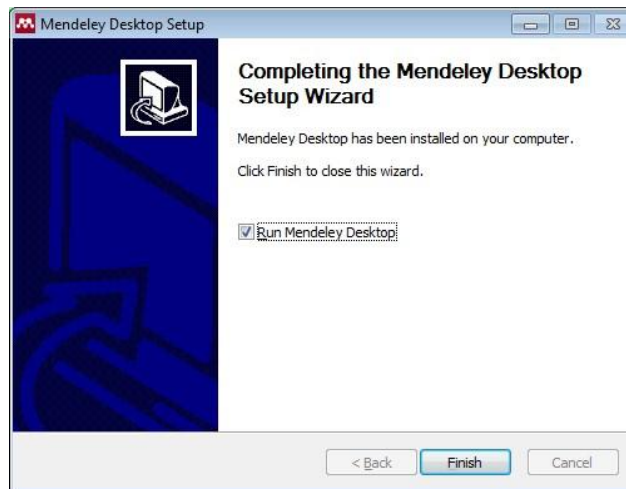 Mendeley Desktop Setup
Completing the Mendeley Desktop
Setup Wizard
Mendeley Desktop has been installed on your computer.
Click Finish to close this wizard.
Run Mendeley Desktop
< Back
Finish
Cancel